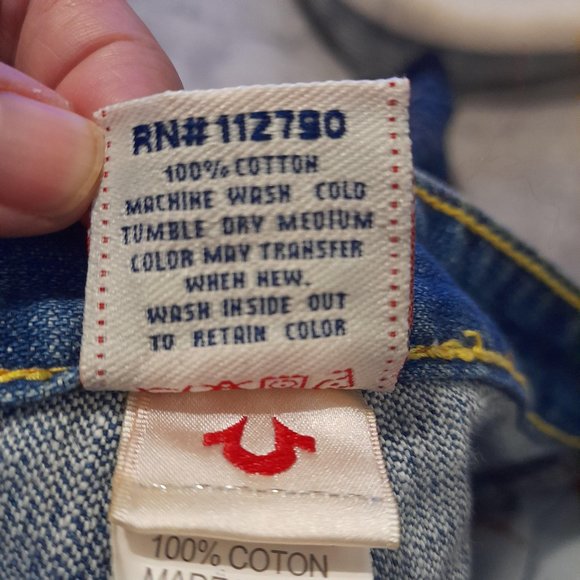 RN#112790
100% COTTON
MACHINE WASH COLD
TUMBLE DRY MEDIUM
COLOR MAY TRANSFER
WHEN NEW.
WASH INSIDE OUT
TO RETAIN COLOR
100% COTON
MADE